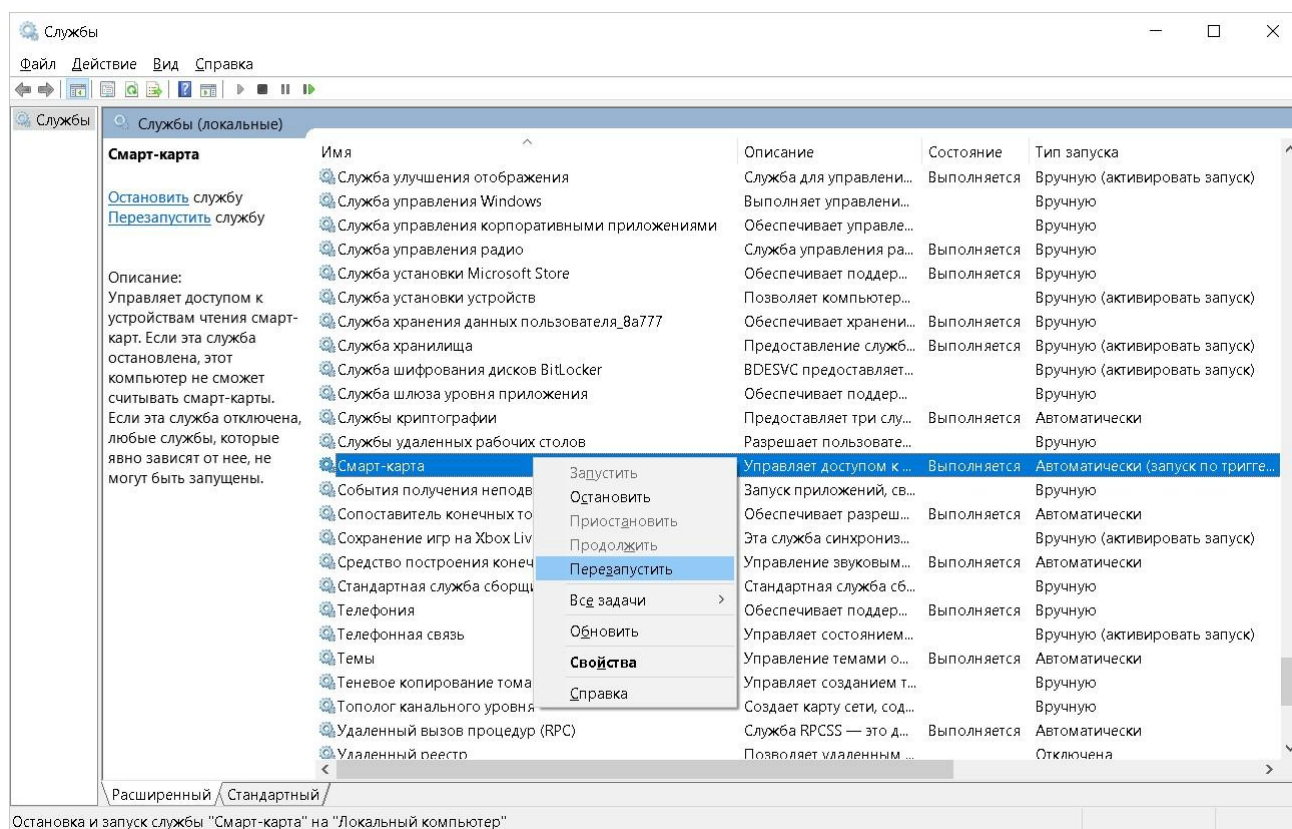 Службы
Файл Действие Вид Справка
Службы
Службы (локальные)
Смарт-карта
Остановить службу
Перезапустить службу
Описание:
Управляет доступом к
устройствам чтения смарт-
карт. Если эта служба
остановлена, этот
компьютер не сможет
считывать смарт-карты.
Если эта служба отключена,
любые службы, которые
явно зависят от нее, не
могут быть запущены.
Имя Описание Состояние Тип запуска
Служба улучшения отображения Служба для управлени... Выполняется Вручную (активировать запуск)
Служба управления Windows Выполняет управлени... Вручную
Служба управления корпоративными приложениями Обеспечивает управле... Вручную
Служба управления радио Служба управления ра... Выполняется Вручную
Служба установки Microsoft Store Обеспечивает поддер... Выполняется Вручную
Служба установки устройств Позволяет компьютер... Вручную (активировать запуск)
Служба хранения данных пользователя_8a777 Обеспечивает хранени... Выполняется Вручную
Служба хранилища Предоставление служб... Выполняется Вручную (активировать запуск)
Служба шифрования дисков BitLocker BDESVC предоставляет... Вручную (активировать запуск)
Служба шлюза уровня приложения Обеспечивает поддер... Вручную
Службы криптографии Предоставляет три слу... Выполняется Автоматически
Службы удаленных рабочих столов Разрешает пользовате... Вручную
Смарт-карта Управляет доступом к ... Выполняется Автоматически (запуск по тригге...
События получения неподв Запуск приложений, св... Вручную
Сопоставитель конечных то Обеспечивает разреш... Выполняется Автоматически
Сохранение игр на Xbox Liv Эта служба синхрониз... Вручную (активировать запуск)
Средство построения конеч Управление звуковым... Выполняется Автоматически
Стандартная служба сборщи Стандартная служба сб... Вручную
Телефония Обеспечивает поддер... Выполняется Вручную
Телефонная связь Управляет состоянием... Вручную (активировать запуск)
Темы Управление темами о... Выполняется Автоматически
Теневое копирование тома Управляет созданием т... Вручную
Тополог канального уровня Создает карту сети, сод... Вручную
Удаленный вызов процедур (RPC) Служба RPCSS — это д... Выполняется Автоматически
Удаленный реестр Позволяет удаленным ... Отключена
Запустить
Остановить
Приостановить
Продолжить
Перезапустить
Все задачи
Обновить
Свойства
Справка
Расширенный Стандартный
Остановка и запуск службы "Смарт-карта" на "Локальный компьютер"